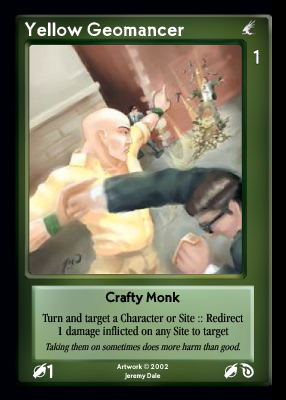 Yellow Geomancer
1
Crafty Monk
Turn and target a Character or Site :: Redirect
1 damage inflicted on any Site to target
Taking them on sometimes does more harm than good.
1
Artwork © 2002
Jeremy Dale